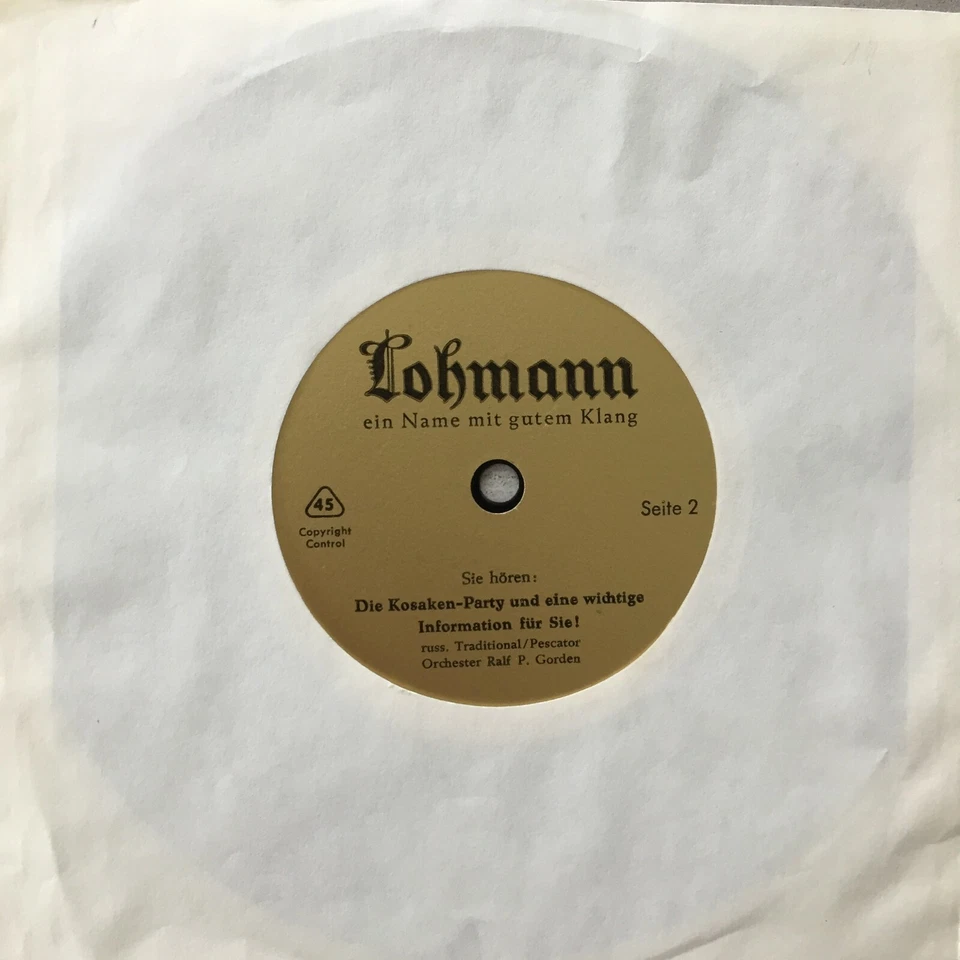 Lohmann
ein Name mit gutem Klang
45
Copyright
Control
Seite 2
Sie hören:
Die Kosaken-Party und eine wichtige
Information für Sie!
russ. Traditional/Pescator
Orchester Ralf P. Gorden